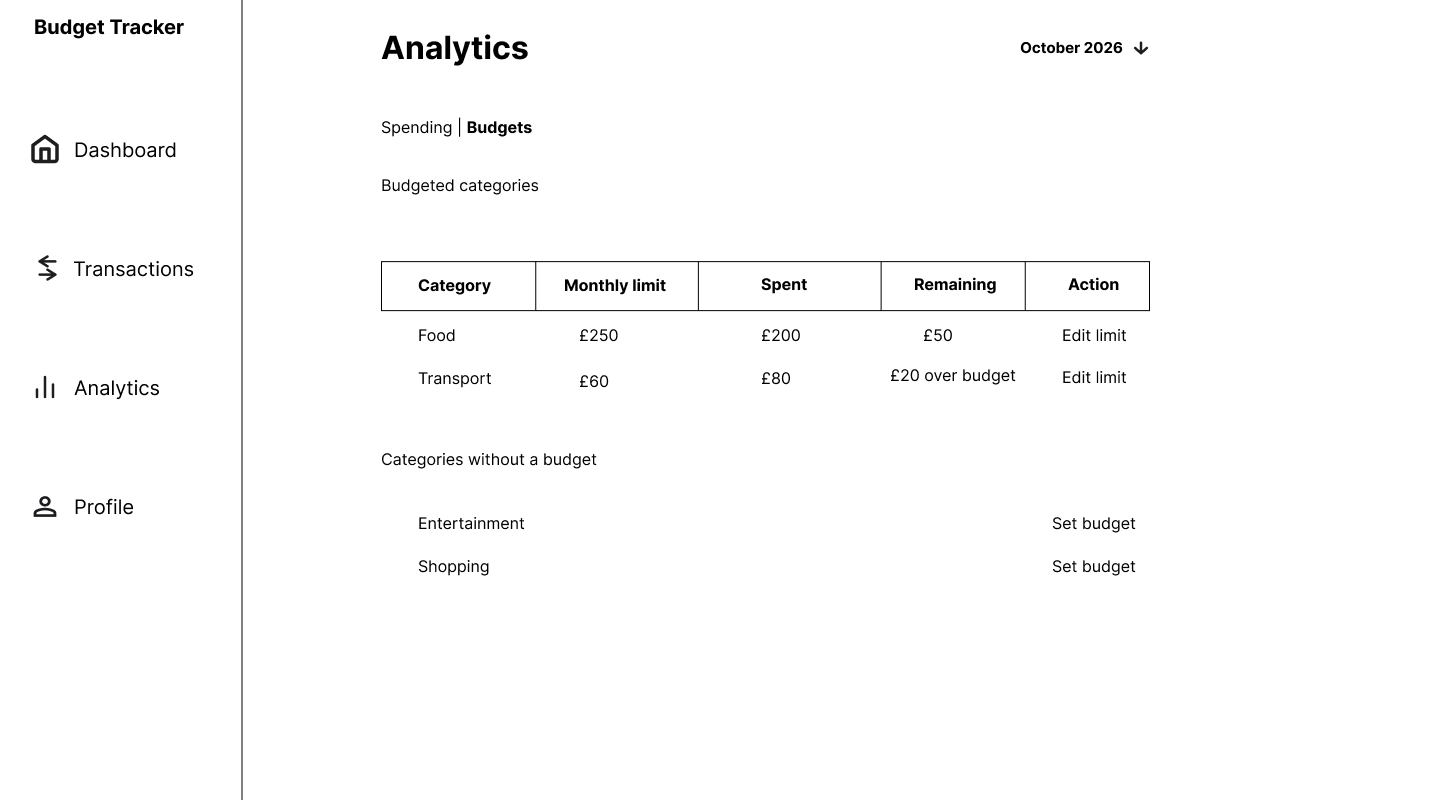 Budget Tracker
Dashboard
Transactions
Analytics
Profile
Analytics
October 2026
Spending | Budgets
Budgeted categories
Category Monthly limit Spent Remaining Action
Food £250 £200 £50 Edit limit
Transport £60 £80 £20 over budget Edit limit
Categories without a budget
Entertainment Set budget
Shopping Set budget